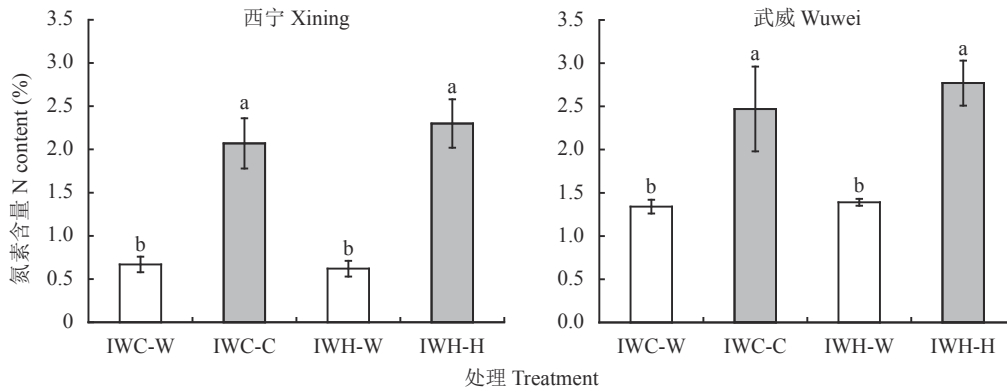 西宁 Xining
武威 Wuwei
氮素含量 N content (%)
3.5
3.0
2.5
2.0
1.5
1.0
0.5
0
b
a
b
a
IWC-W
IWC-C
IWH-W
IWH-H
3.5
3.0
2.5
2.0
1.5
1.0
0.5
0.0
b
a
b
a
IWC-W
IWC-C
IWH-W
IWH-H
处理 Treatment